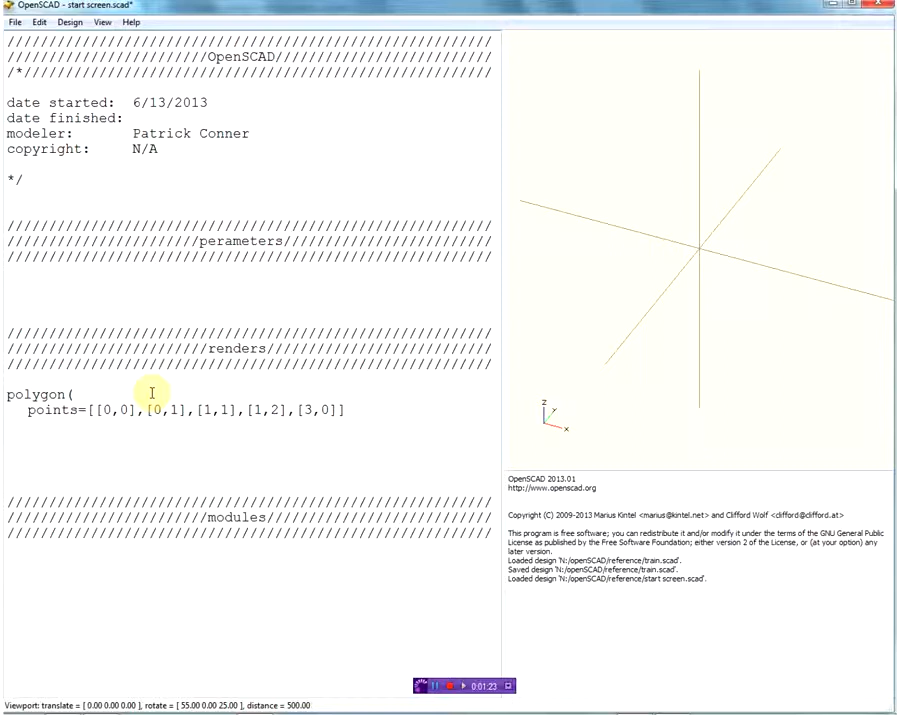 OpenSCAD - start screen.scad*
File Edit Design View Help
/////////////////////////////////////////////////////////
////////////////////////OpenSCAD//////////////////////////
/*///////////////////////////////////////////////////////
date started: 6/13/2013
date finished:
modeler: Patrick Conner
copyright: N/A
*/
/////////////////////////////////////////////////////////
///////////////////////perameters/////////////////////////
/////////////////////////////////////////////////////////
/////////////////////////////////////////////////////////
////////////////////////renders///////////////////////////
/////////////////////////////////////////////////////////
polygon(
points=[[0,0],[0,1],[1,1],[1,2],[3,0]]
/////////////////////////////////////////////////////////
////////////////////////modules///////////////////////////
/////////////////////////////////////////////////////////
z
y
x
OpenSCAD 2013.01
http://www.openscad.org
Copyright (C) 2009-2013 Marius Kintel <marius@kintel.net> and Clifford Wolf <clifford@clifford.at>
This program is free software; you can redistribute it and/or modify it under the terms of the GNU General Public
License as published by the Free Software Foundation; either version 2 of the License, or (at your option) any
later version.
Loaded design 'N:/openSCAD/reference/train.scad'.
Saved design 'N:/openSCAD/reference/train.scad'.
Loaded design 'N:/openSCAD/reference/start screen.scad'.
0:01:23
Viewport: translate = [ 0.00 0.00 0.00 ], rotate = [ 55.00 0.00 25.00 ], distance = 500.00